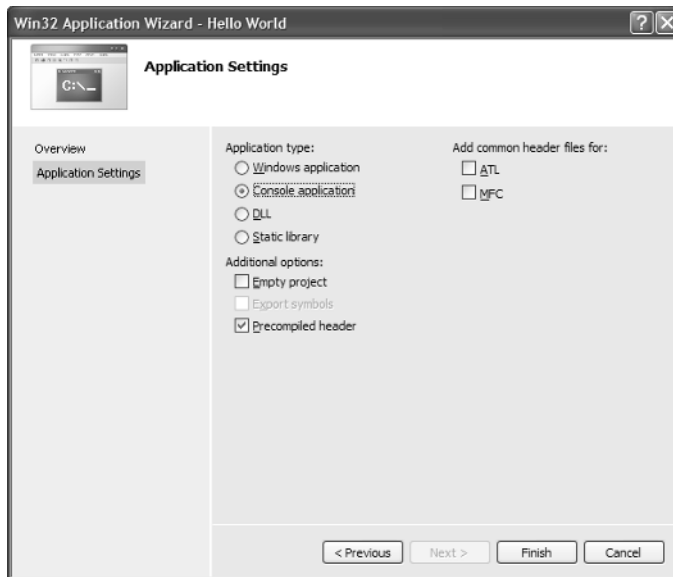 Win32 Application Wizard - Hello World
C:\_
Application Settings
Overview
Application Settings
Application type:
Windows application
Console application
DLL
Static library
Additional options:
Empty project
Export symbols
Precompiled header
Add common header files for:
ATL
MFC
< Previous
Next >
Finish
Cancel